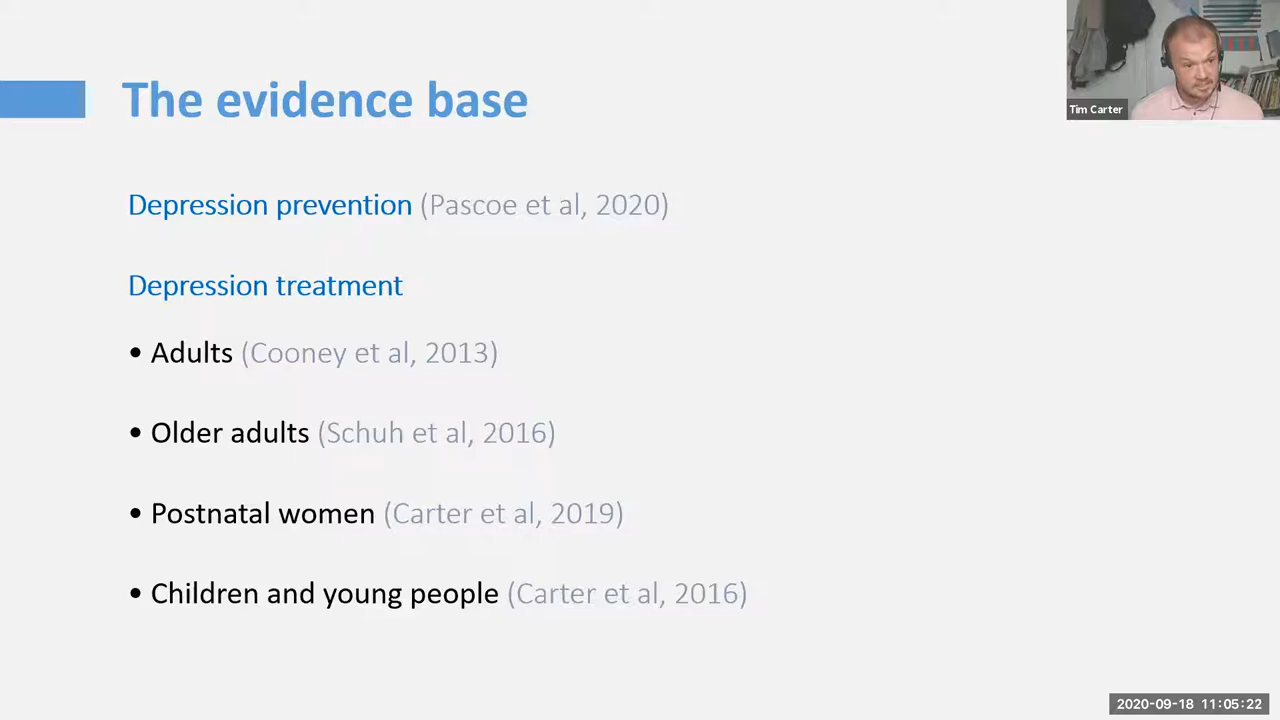 The evidence base
Tim Carter
Depression prevention (Pascoe et al, 2020)
Depression treatment
• Adults (Cooney et al, 2013)
• Older adults (Schuh et al, 2016)
• Postnatal women (Carter et al, 2019)
• Children and young people (Carter et al, 2016)
2020-09-18 11:05:22